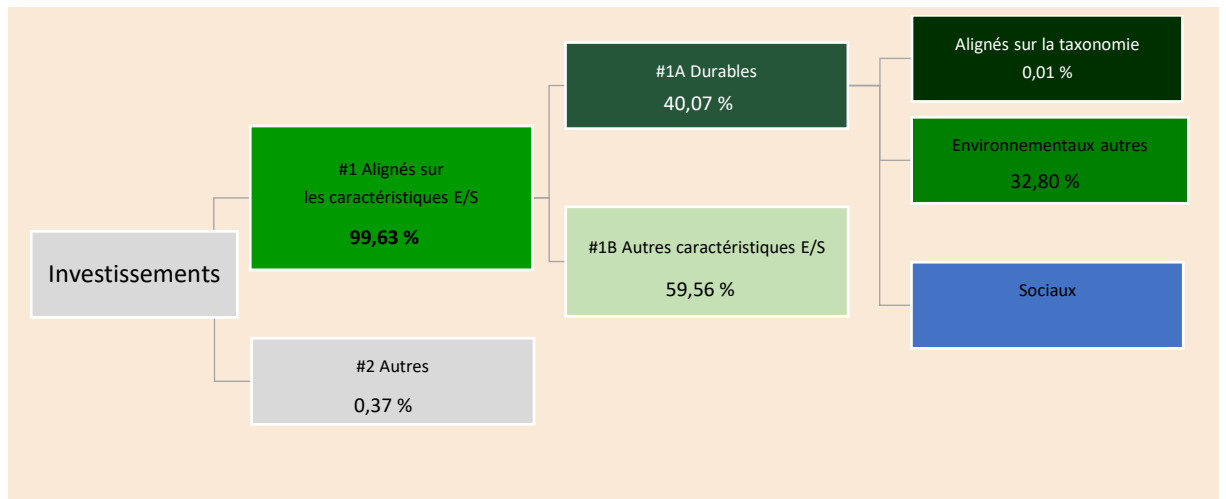 Investissements
#1 Alignés sur
les caractéristiques E/S
99,63 %
#2 Autres
0,37 %
#1A Durables
40,07 %
#1B Autres caractéristiques E/S
59,56 %
Alignés sur la taxonomie
0,01 %
Environnementaux autres
32,80 %
Sociaux